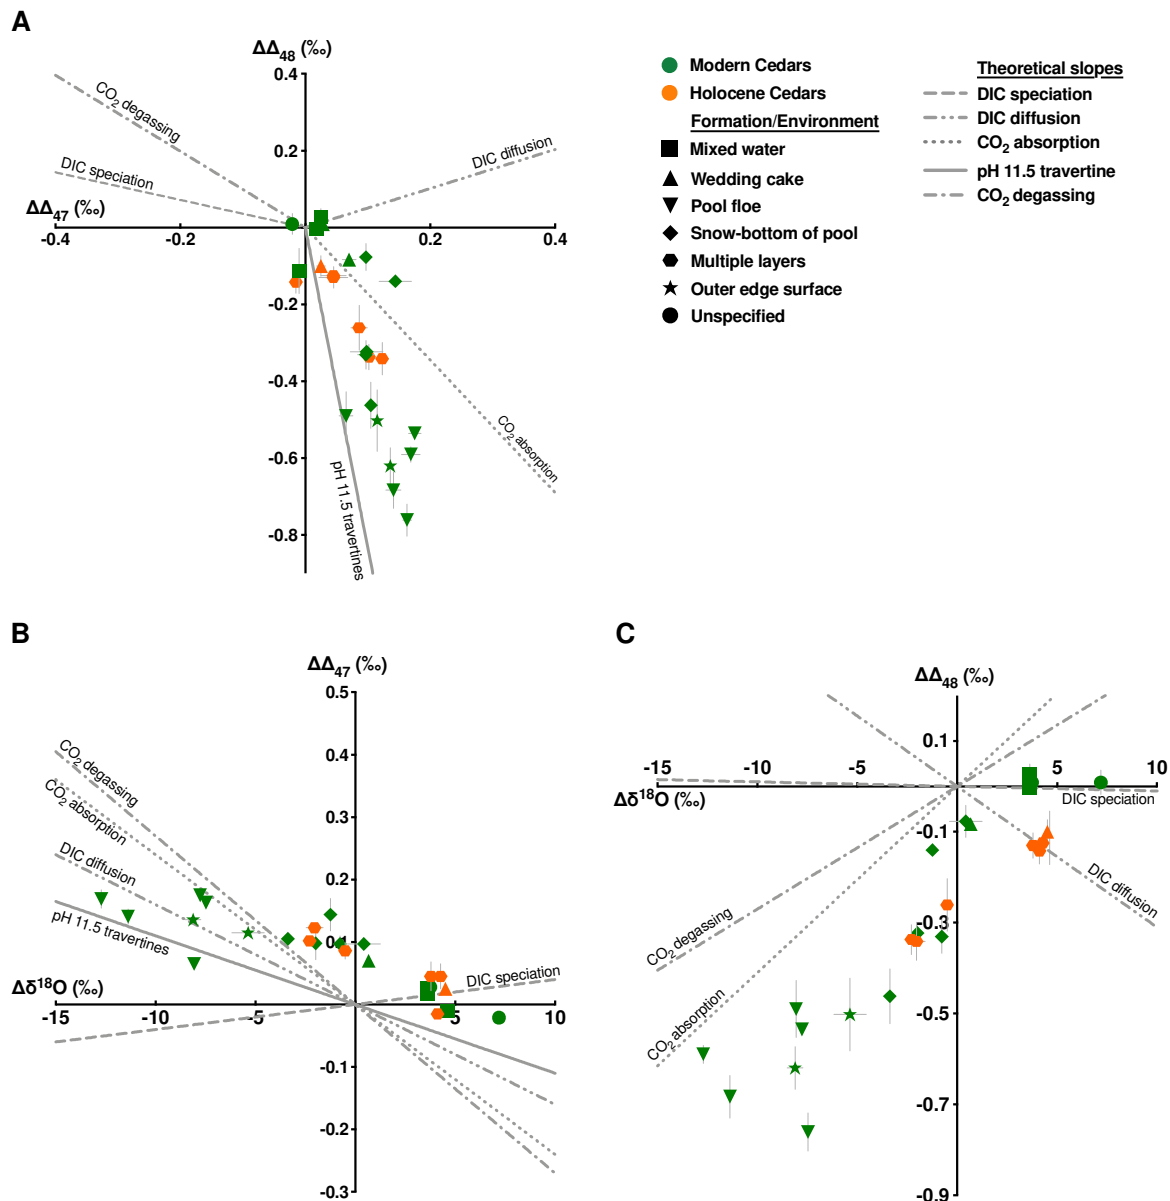 A
ΔΔ48 (‰)
0.4
CO2 degassing
0.2
DIC diffusion
DIC speciation
ΔΔ47 (‰)
-0.4
-0.2
0.2
0.4
-0.2
-0.4
CO2 absorption
-0.6
pH 11.5 travertines
-0.8
Modern Cedars
Holocene Cedars
Formation/Environment
Mixed water
Wedding cake
Pool floe
Snow-bottom of pool
Multiple layers
Outer edge surface
Unspecified
Theoretical slopes
DIC speciation
DIC diffusion
CO2 absorption
pH 11.5 travertine
CO2 degassing
B
ΔΔ47 (‰)
0.5
0.4
CO2 degassing
CO2 absorption
0.3
DIC diffusion
0.2
pH 11.5 travertines
0.1
DIC speciation
Δδ18O (‰)
-15
-10
-5
5
10
-0.1
-0.2
-0.3
C
ΔΔ48 (‰)
0.1
-15
-10
-5
5
10
Δδ18O (‰)
DIC speciation
-0.1
DIC diffusion
CO2 degassing
-0.3
CO2 absorption
-0.5
-0.7
-0.9